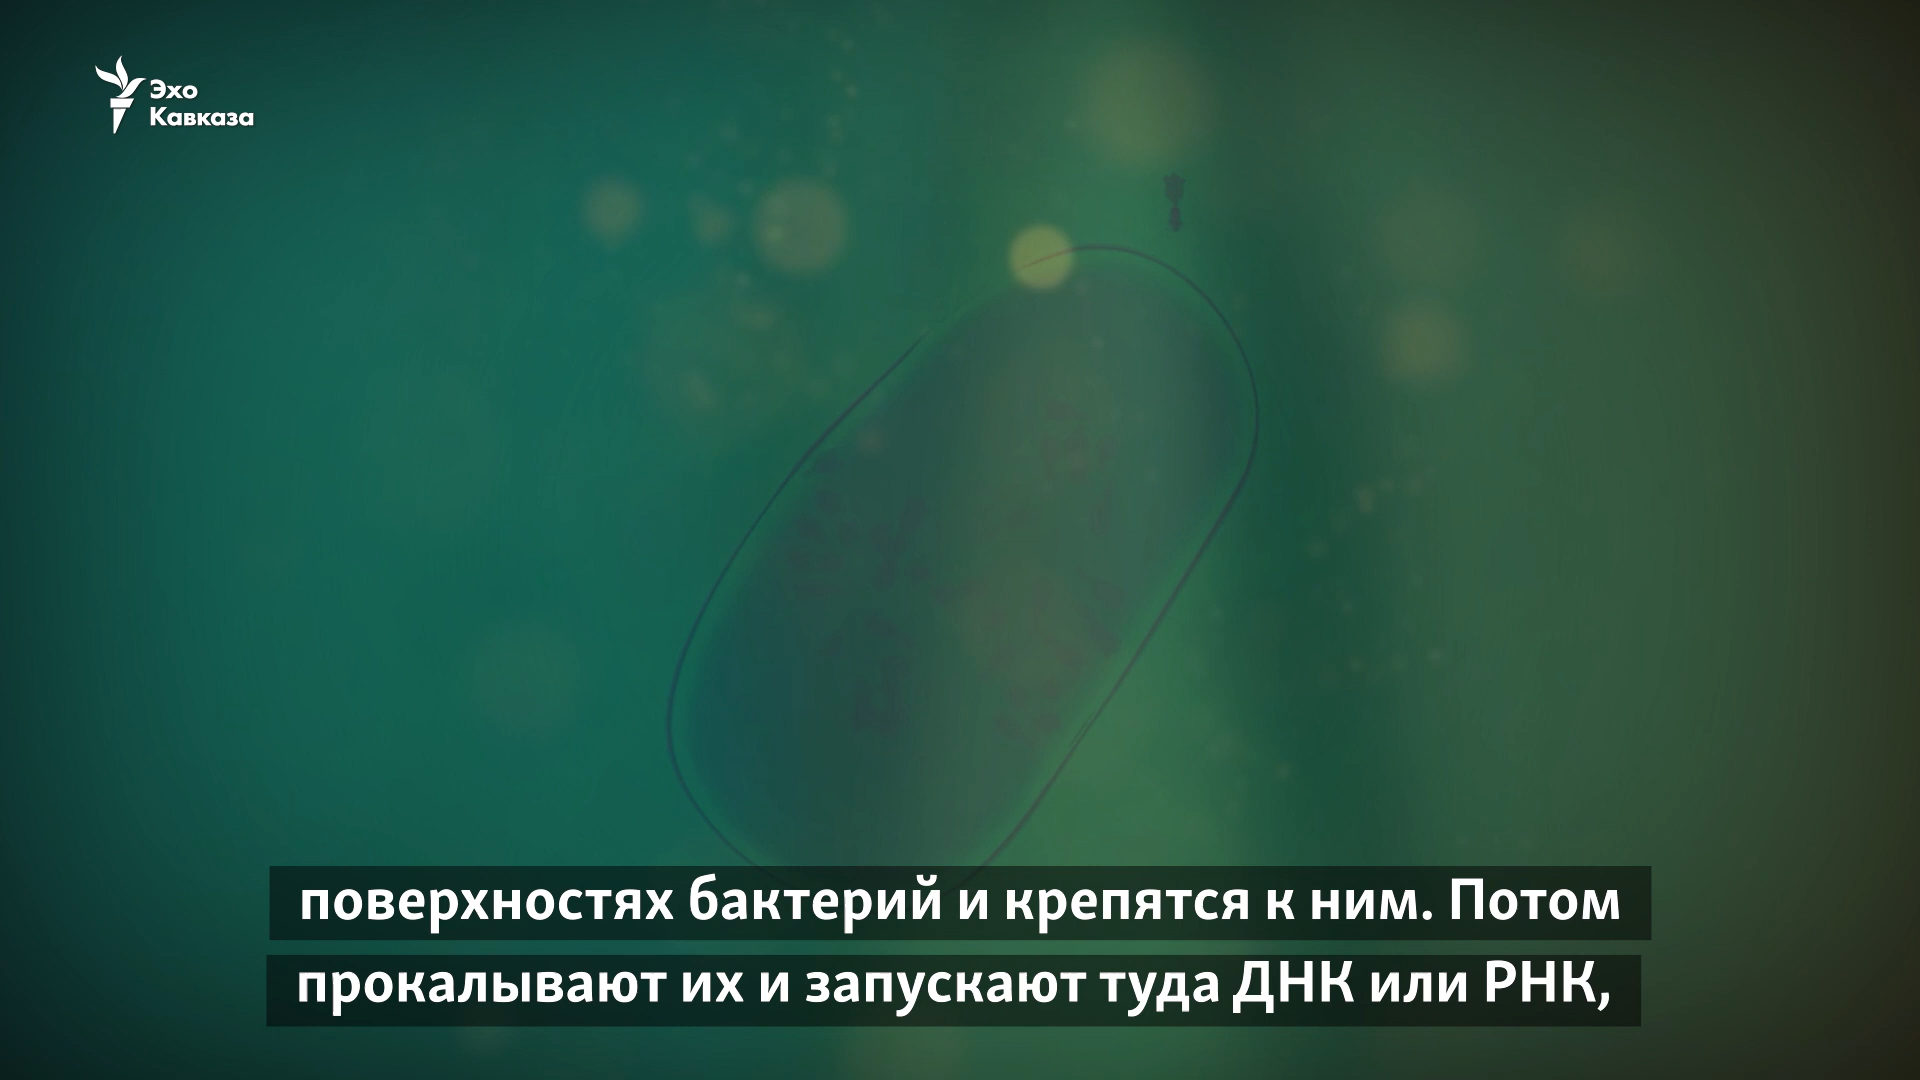 Эхо
Кавказа
поверхностях бактерий и крепятся к ним. Потом
прокалывают их и запускают туда ДНК или РНК,